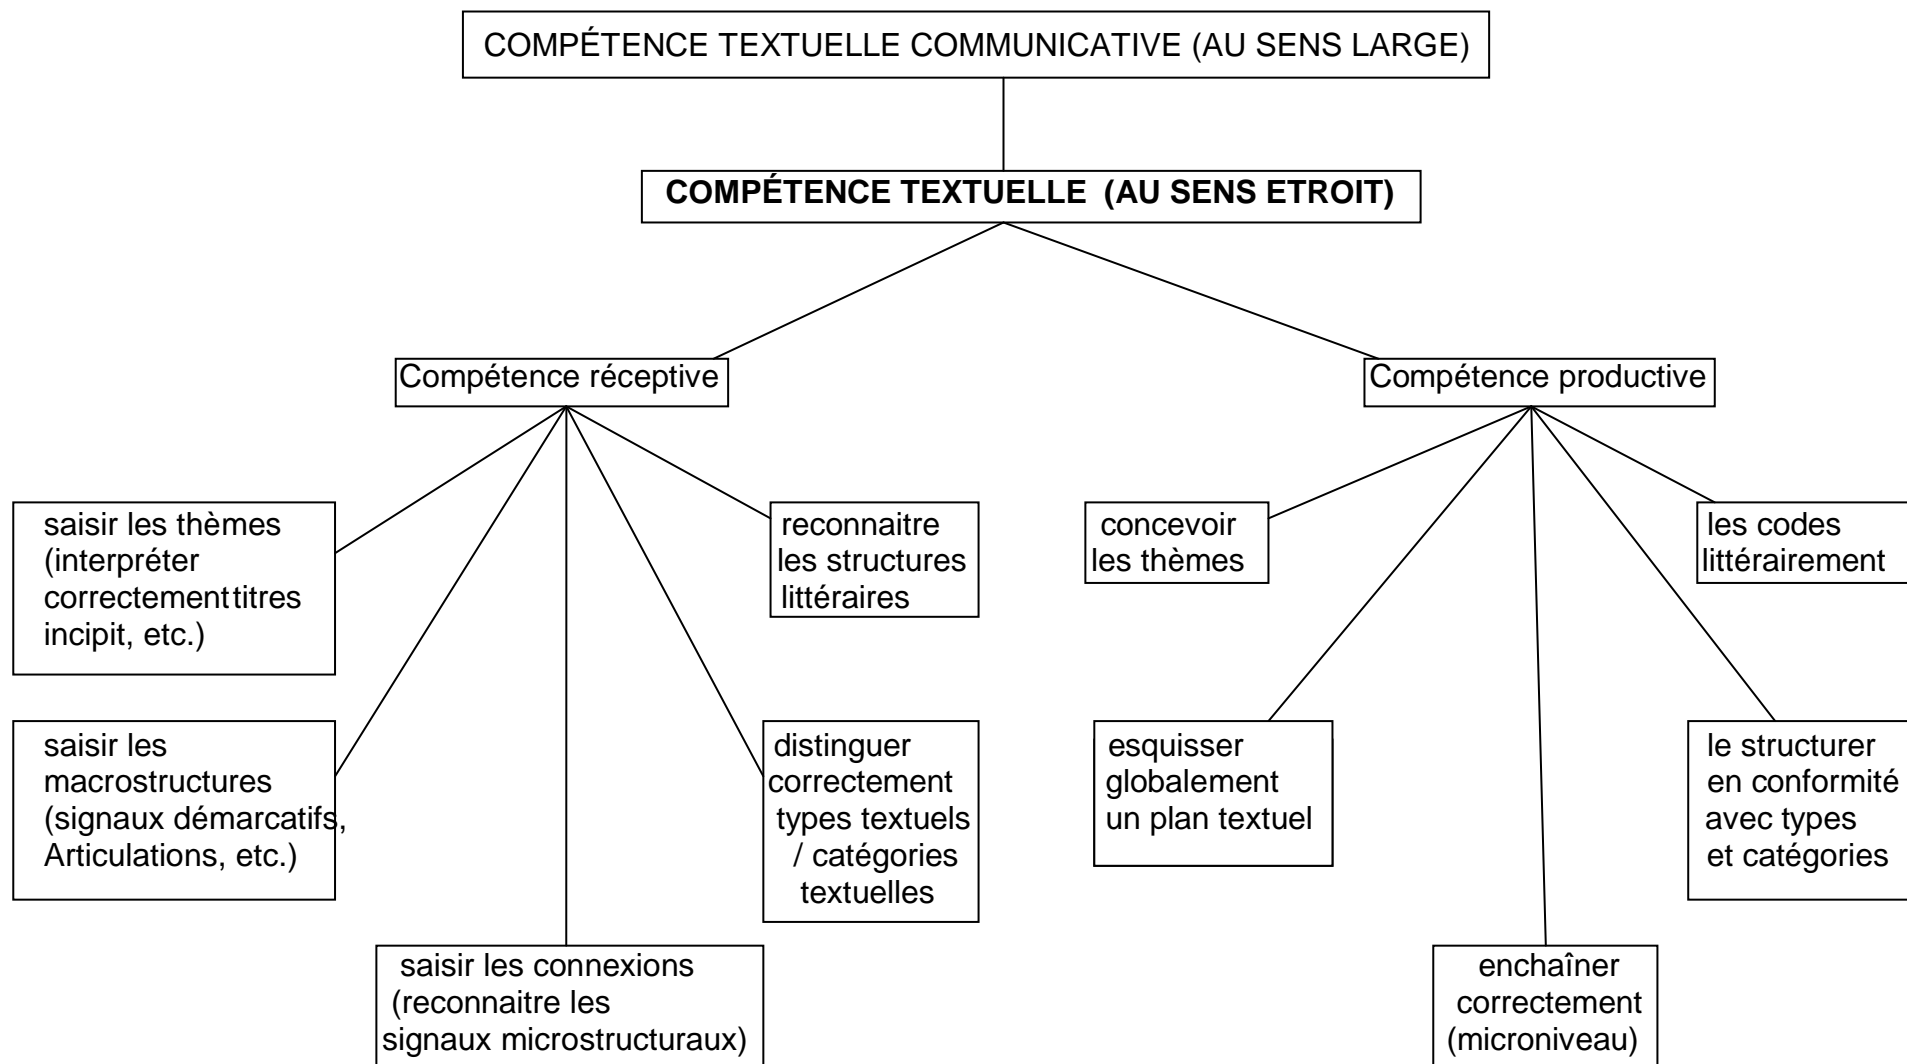 COMPÉTENCE TEXTUELLE COMMUNICATIVE (AU SENS LARGE)
COMPÉTENCE TEXTUELLE (AU SENS ETROIT)
Compétence réceptive
Compétence productive
saisir les thèmes
(interpréter
correctement titres
incipit, etc.)
reconnaitre
les structures
littéraires
concevoir
les thèmes
les codes
littérairement
saisir les
macrostructures
(signaux démarcatifs,
Articulations, etc.)
distinguer
correctement
types textuels
/ catégories
textuelles
esquisser
globalement
un plan textuel
le structurer
en conformité
avec types
et catégories
saisir les connexions
(reconnaitre les
signaux microstructuraux)
enchaîner
correctement
(microniveau)